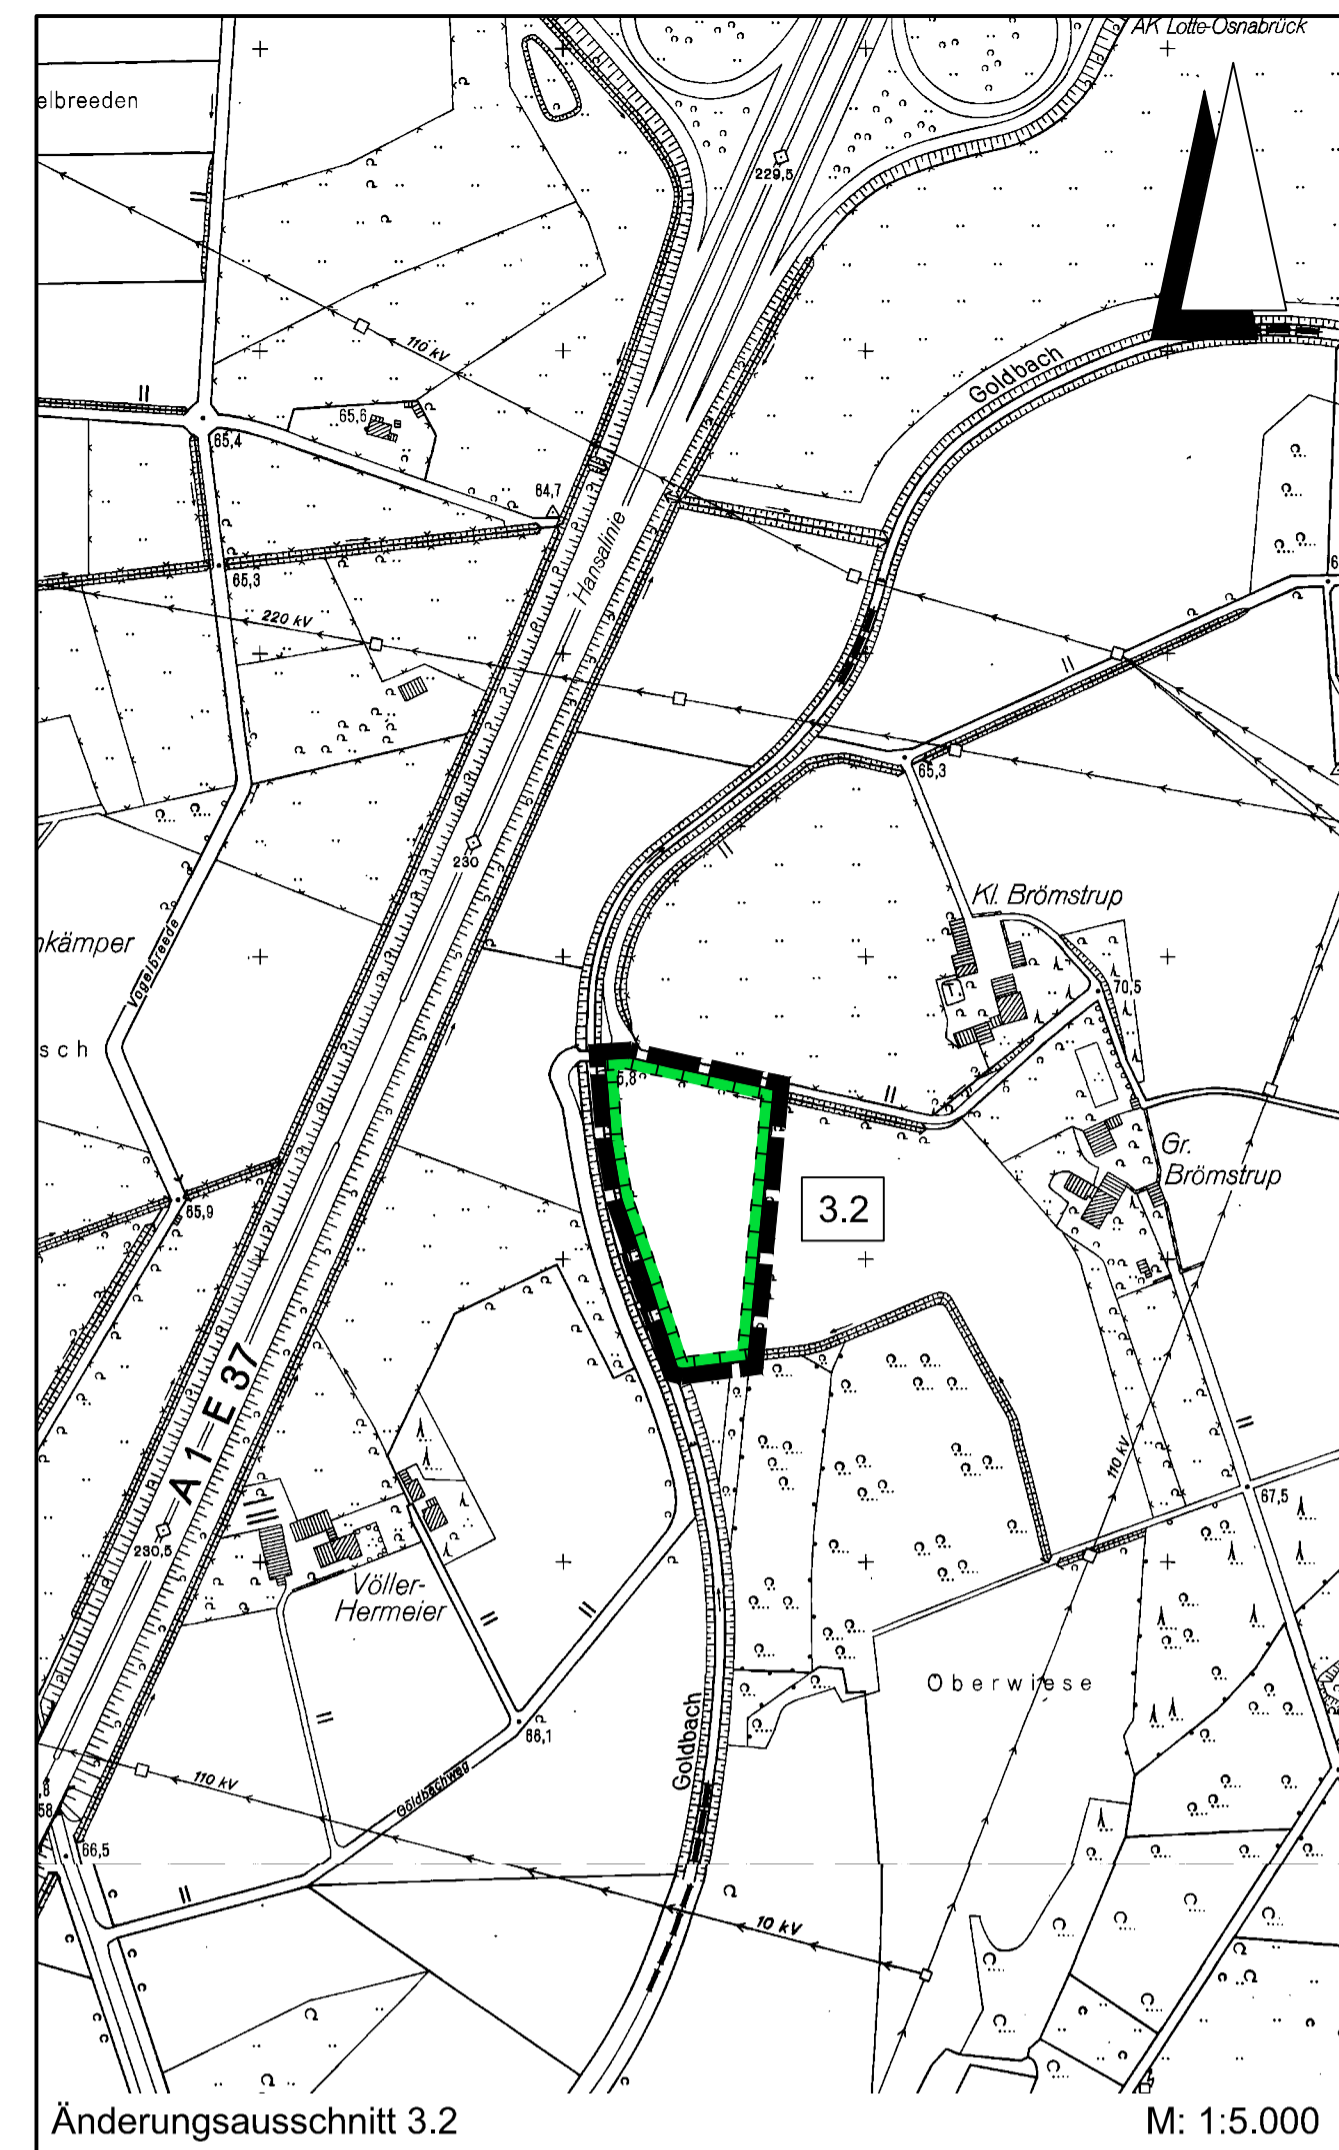 AK Lotte-Osnabrück
elbreeden
229,5
110 kV
Goldbach
65,6
65,4
64,7
Hansalinie
65,3
220 kV
65,3
230
Kl. Brömstrup
nkämper
Vogelbreede
70,5
sch
5,8
Gr.
Brömstrup
65,9
3.2
A 1 E 37
110 kV
67,5
230,5
Völler-
Hermeier
Oberwiese
66,1
Goldbach
110 kV
Goldbachweg
58
66,5
10 kV
Änderungsausschnitt 3.2
M: 1:5.000